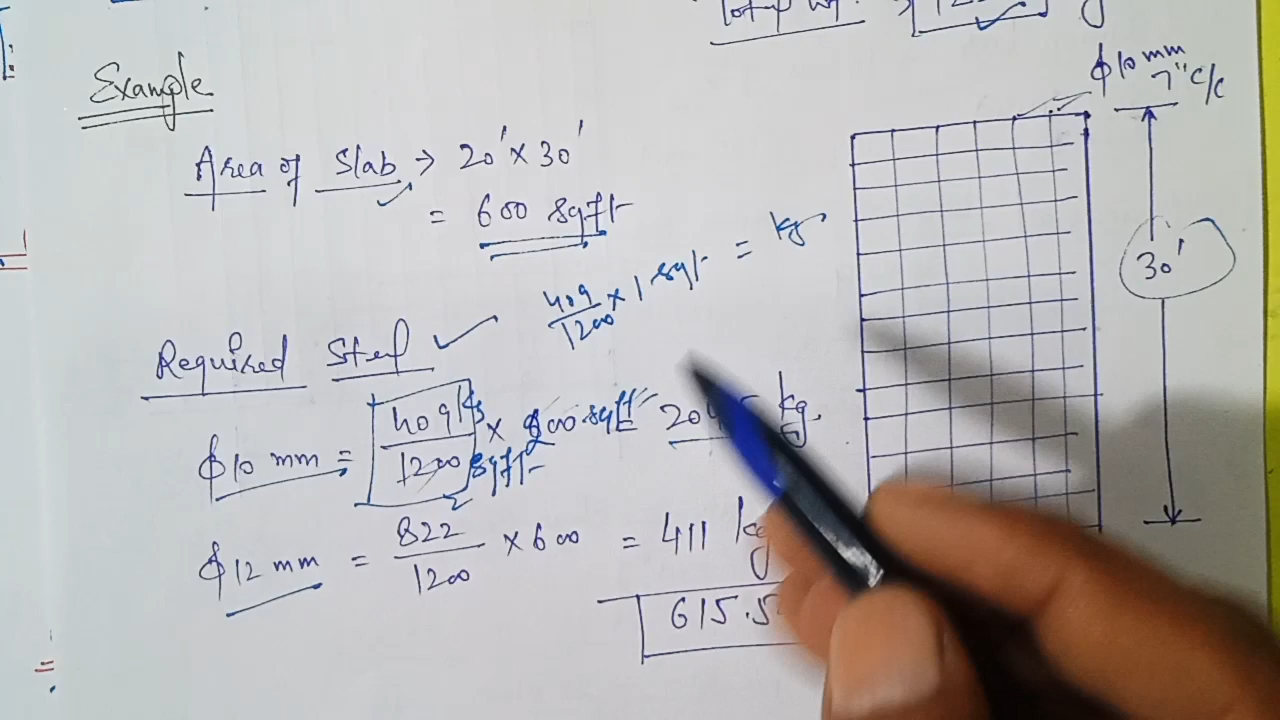 Example
Area of Slab → 20' × 30'
= 600 sqft
409/1200 × 1 sqft = kg
Required Steel
ϕ10 mm = 409 kg/1200 sqft × 600 sqft kg.
ϕ12 mm = 822/1200 × 600 = 411 kg
615.5
ϕ10 mm
7" c/c
30'